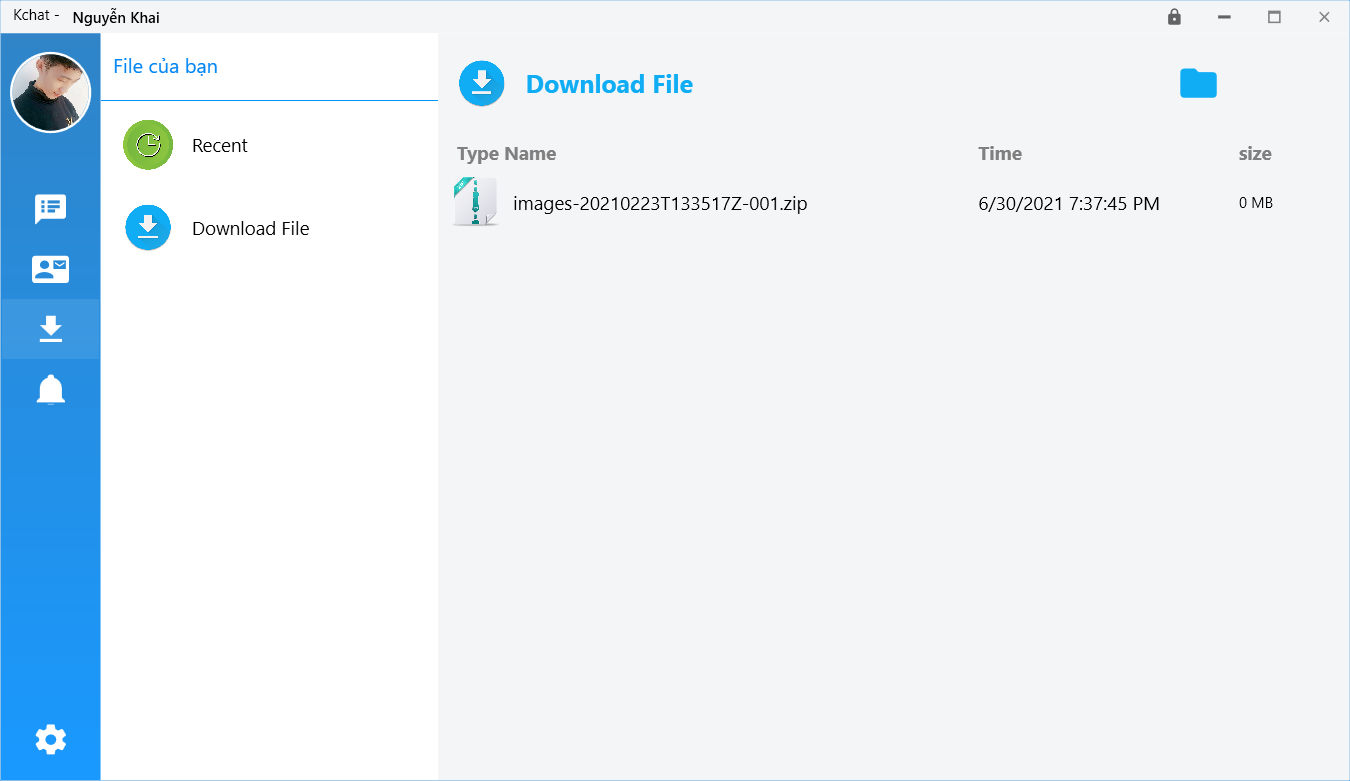 Kchat - Nguyễn Khai
File của bạn
Recent
Download File
Download File
Type Name Time size
images-20210223T133517Z-001.zip 6/30/2021 7:37:45 PM 0 MB